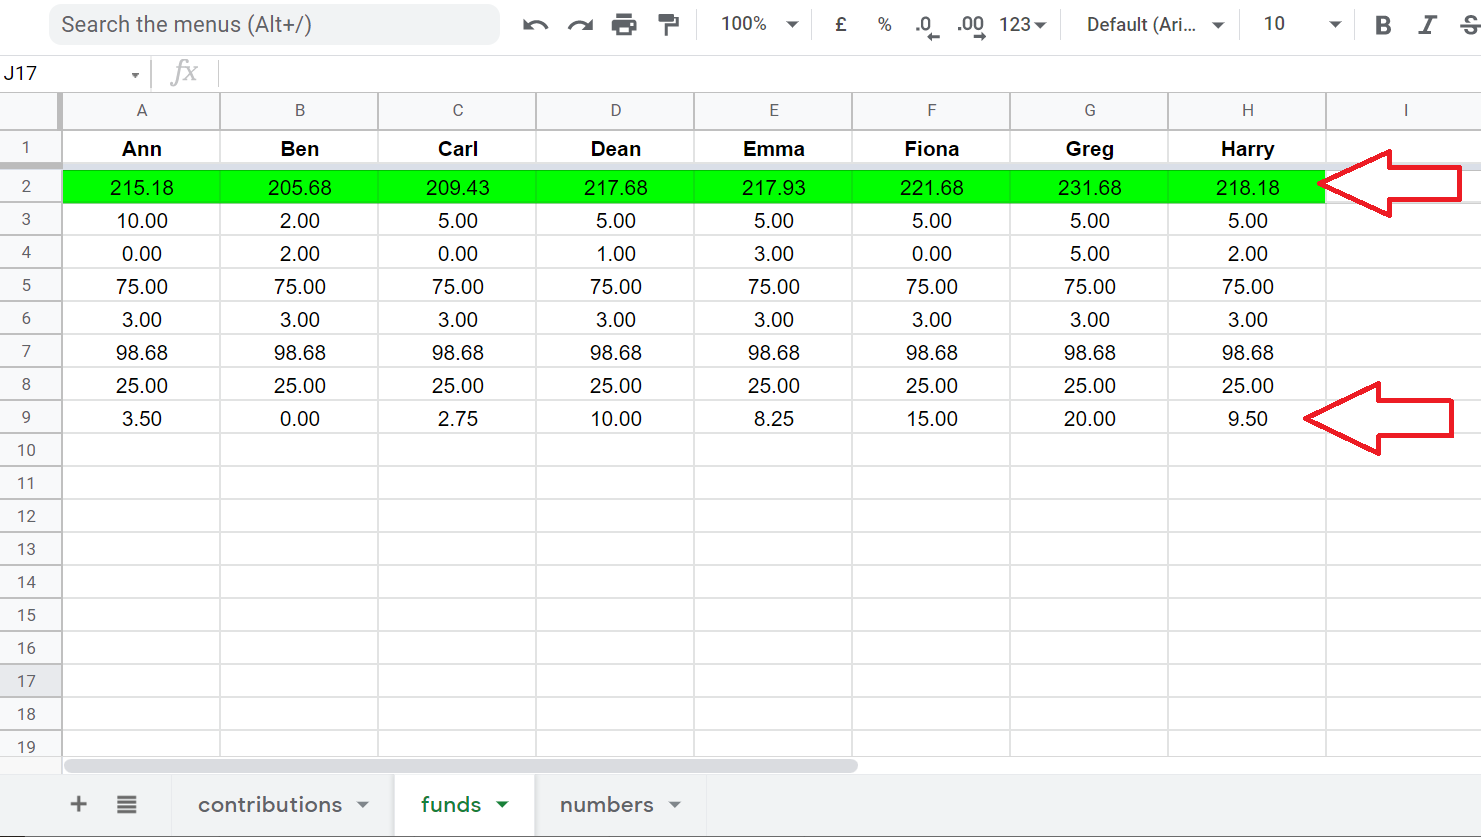 Search the menus (Alt+/) 100% £ % .0 .00 123 Default (Ari... 10 B I S
J17 fx
A B C D E F G H I
1 Ann Ben Carl Dean Emma Fiona Greg Harry
2 215.18 205.68 209.43 217.68 217.93 221.68 231.68 218.18
3 10.00 2.00 5.00 5.00 5.00 5.00 5.00 5.00
4 0.00 2.00 0.00 1.00 3.00 0.00 5.00 2.00
5 75.00 75.00 75.00 75.00 75.00 75.00 75.00 75.00
6 3.00 3.00 3.00 3.00 3.00 3.00 3.00 3.00
7 98.68 98.68 98.68 98.68 98.68 98.68 98.68 98.68
8 25.00 25.00 25.00 25.00 25.00 25.00 25.00 25.00
9 3.50 0.00 2.75 10.00 8.25 15.00 20.00 9.50
10
11
12
13
14
15
16
17
18
19
contributions funds numbers